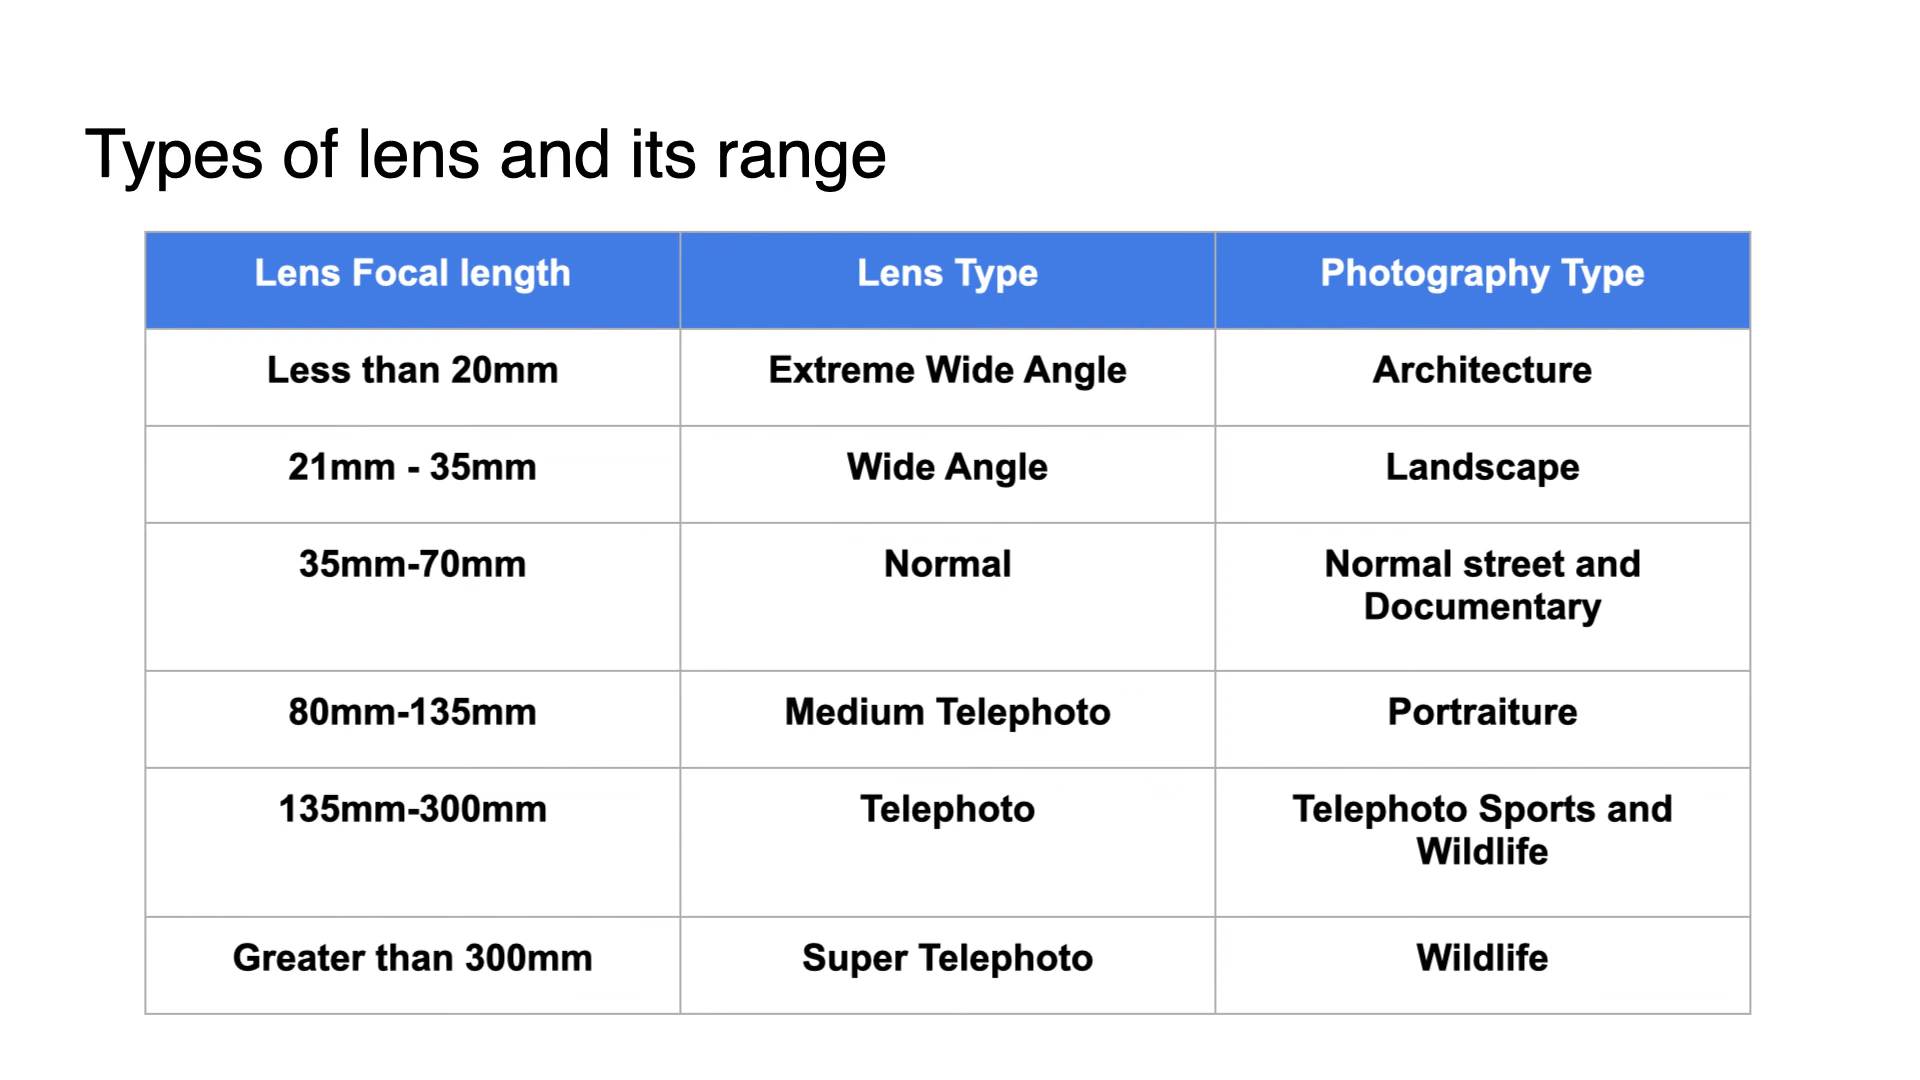 Types of lens and its range
Lens Focal length
Lens Type
Photography Type
Less than 20mm
Extreme Wide Angle
Architecture
21mm - 35mm
Wide Angle
Landscape
35mm-70mm
Normal
Normal street and
Documentary
80mm-135mm
Medium Telephoto
Portraiture
135mm-300mm
Telephoto
Telephoto Sports and
Wildlife
Greater than 300mm
Super Telephoto
Wildlife